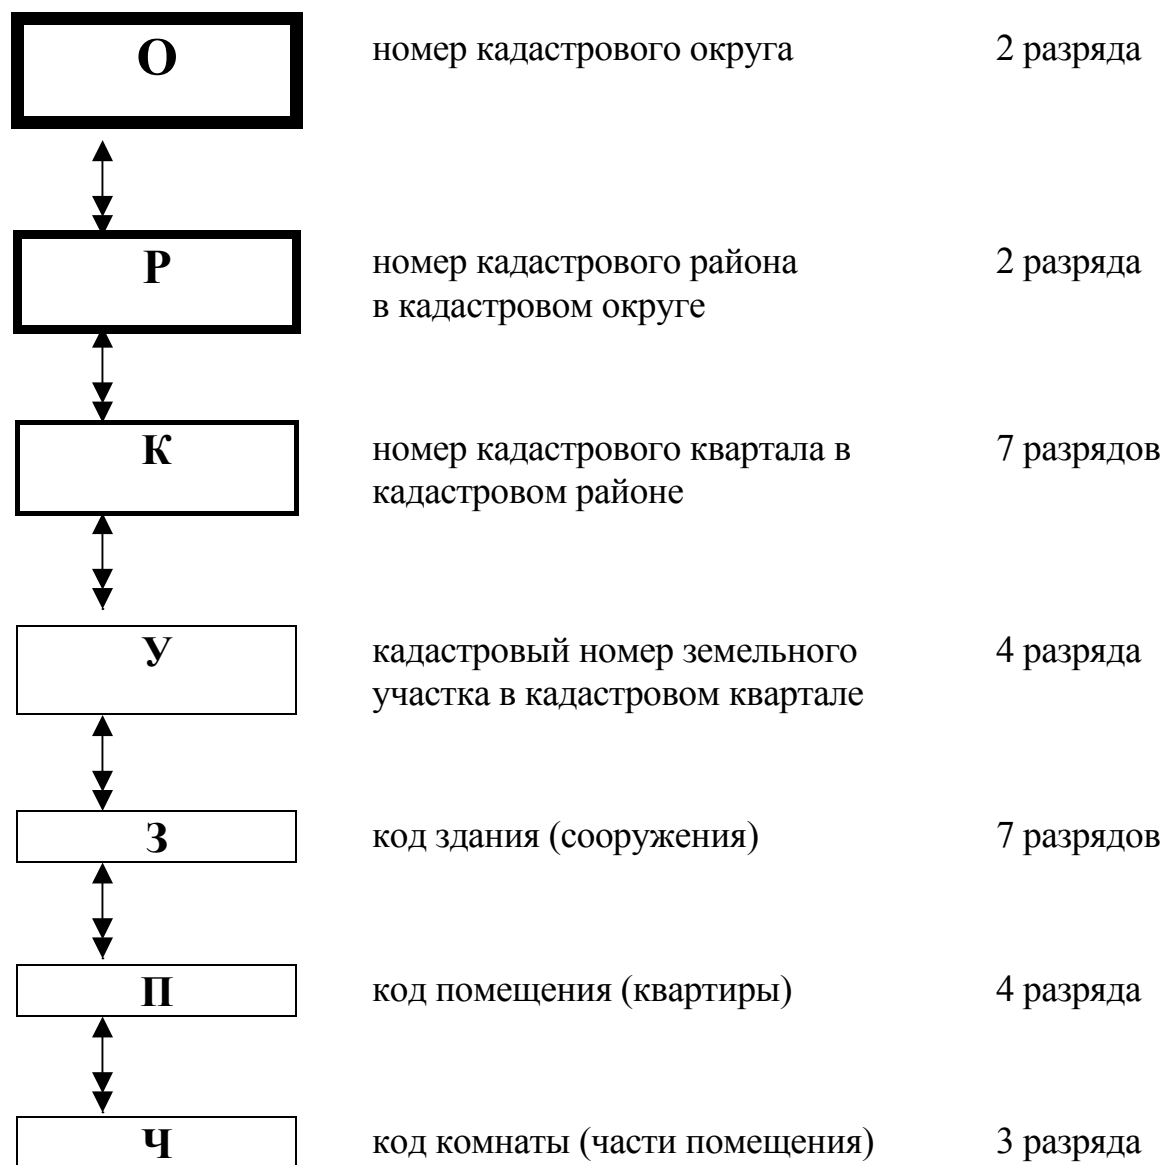 О номер кадастрового округа 2 разряда
Р номер кадастрового района 2 разряда
в кадастровом округе
К номер кадастрового квартала в 7 разрядов
кадастровом районе
У кадастровый номер земельного 4 разряда
участка в кадастровом квартале
З код здания (сооружения) 7 разрядов
П код помещения (квартиры) 4 разряда
Ч код комнаты (части помещения) 3 разряда